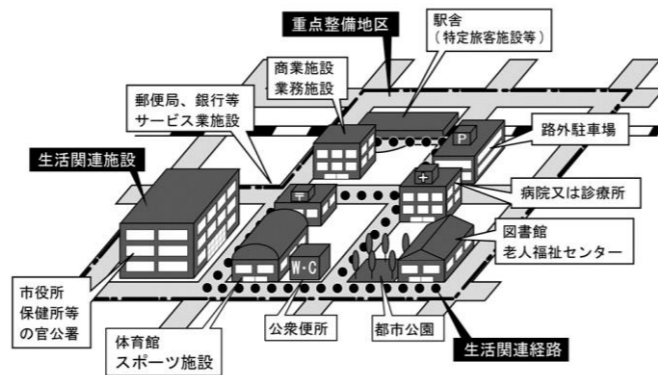 重点整備地区
駅舎
(特定旅客施設等)
商業施設
業務施設
郵便局、銀行等
サービス業施設
P
路外駐車場
生活関連施設
病院又は診療所
〒
図書館
老人福祉センター
W・C
市役所
保健所等
の官公署
公衆便所
都市公園
体育館
スポーツ施設
生活関連経路